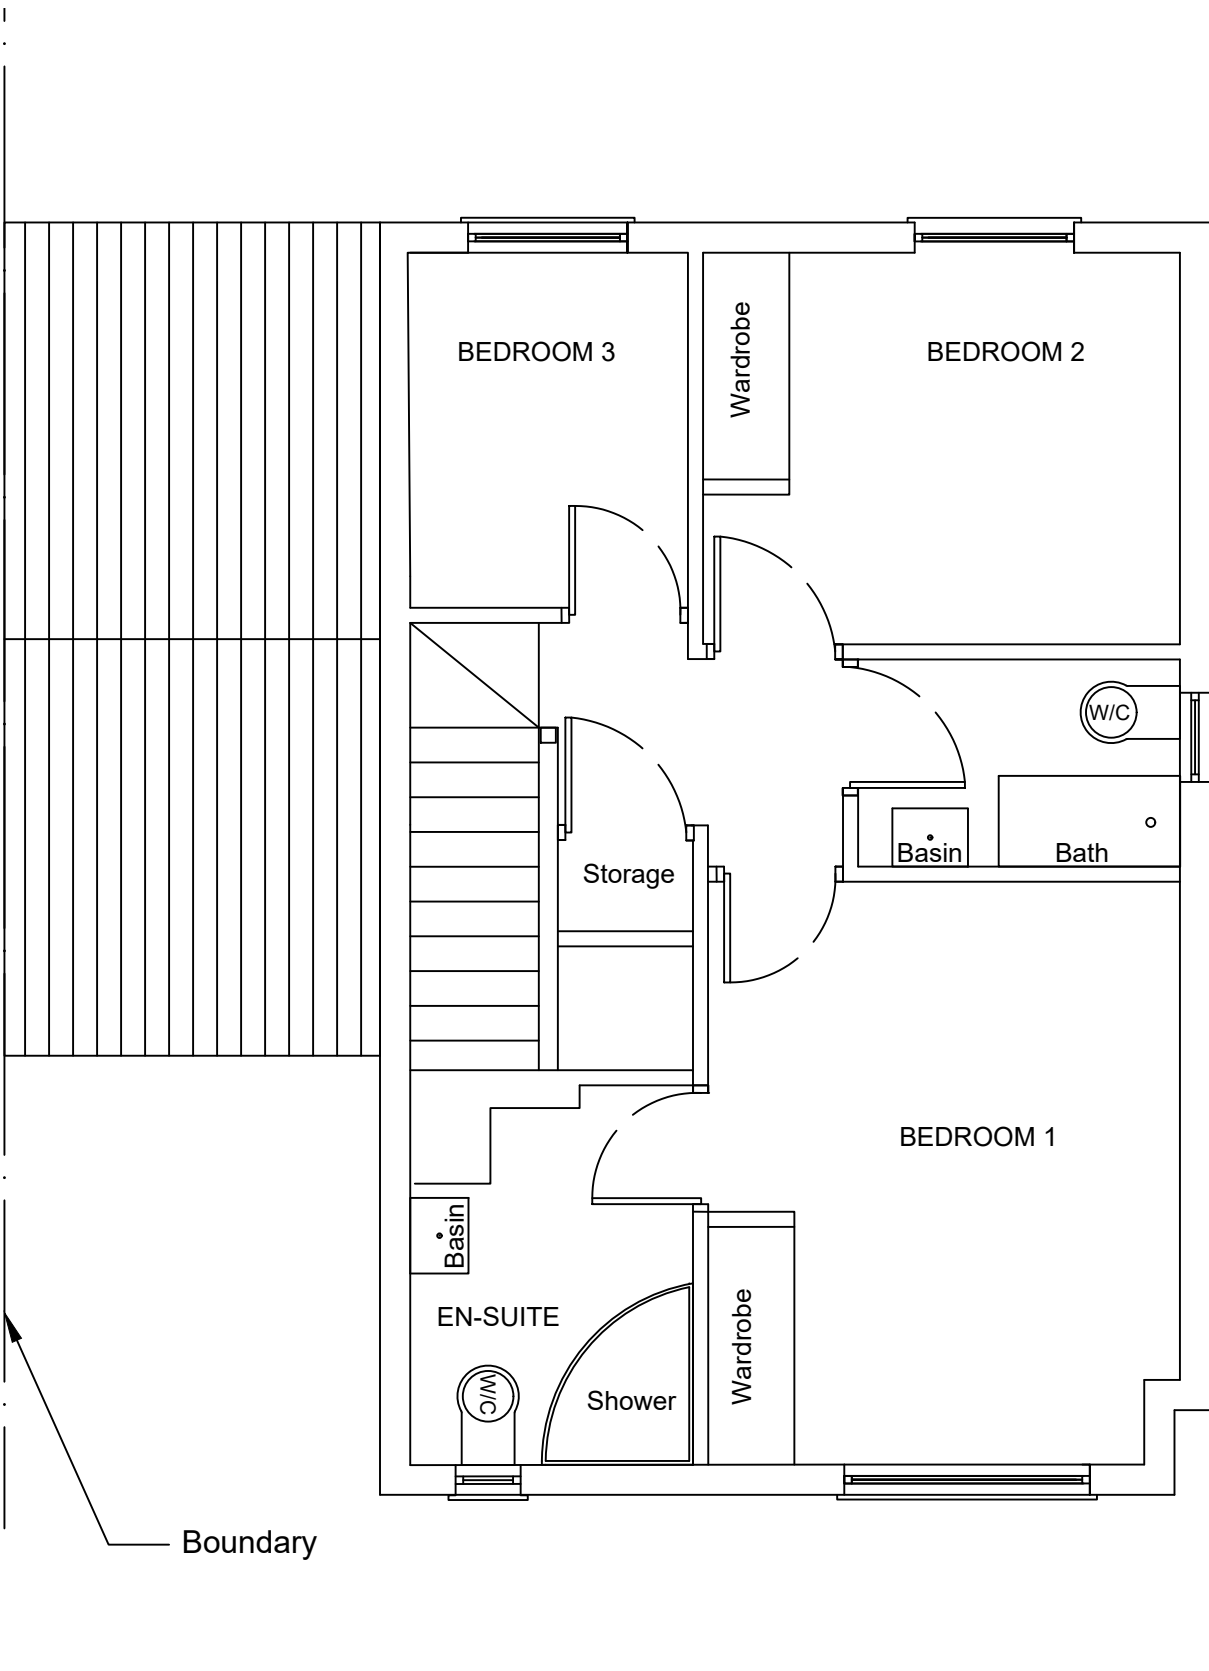 BEDROOM 3
Wardrobe
BEDROOM 2
W/C
Basin
Bath
Storage
BEDROOM 1
Basin
EN-SUITE
W/C
Shower
Wardrobe
Boundary